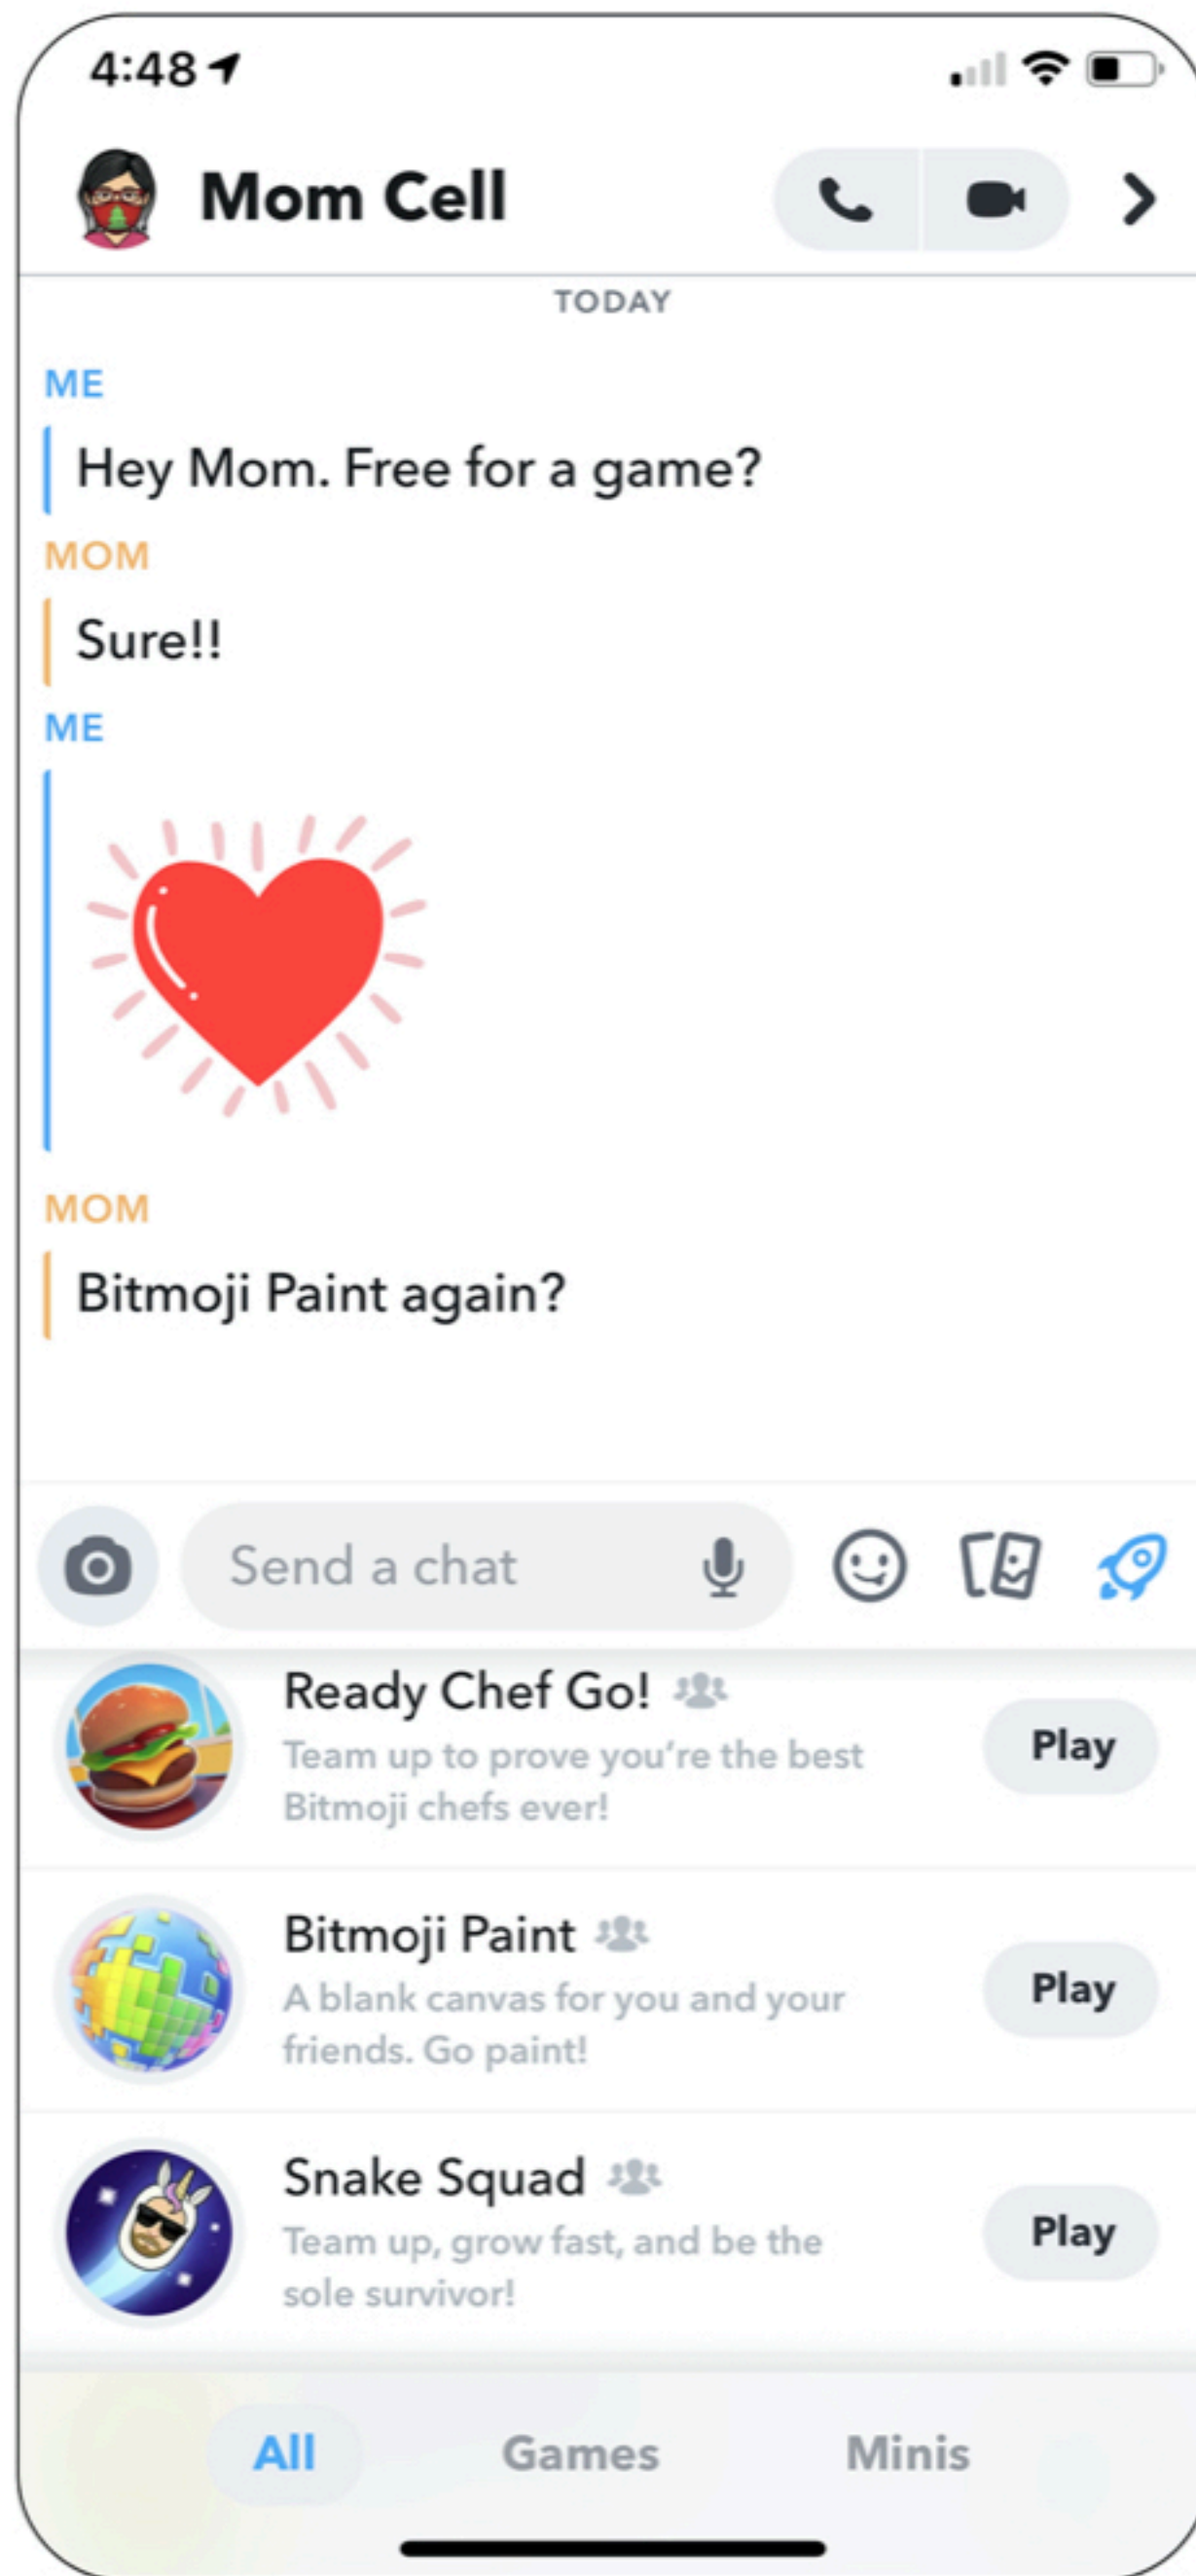 4:48
Mom Cell
TODAY
ME
Hey Mom. Free for a game?
MOM
Sure!!
ME
MOM
Bitmoji Paint again?
Send a chat
Ready Chef Go!
Team up to prove you’re the best
Bitmoji chefs ever!
Play
Bitmoji Paint
A blank canvas for you and your
friends. Go paint!
Play
Snake Squad
Team up, grow fast, and be the
sole survivor!
Play
All Games Minis